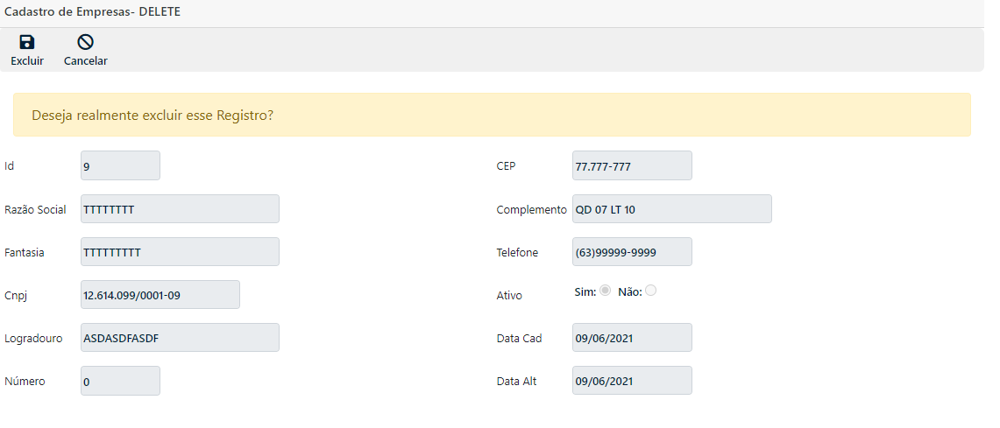 Cadastro de Empresas- DELETE
Excluir Cancelar
Deseja realmente excluir esse Registro?
Id 9 CEP 77.777-777
Razão Social TTTTTTTT Complemento QD 07 LT 10
Fantasia TTTTTTTTT Telefone (63)99999-9999
Cnpj 12.614.099/0001-09 Ativo Sim: Não:
Logradouro ASDASDFASDF Data Cad 09/06/2021
Número 0 Data Alt 09/06/2021